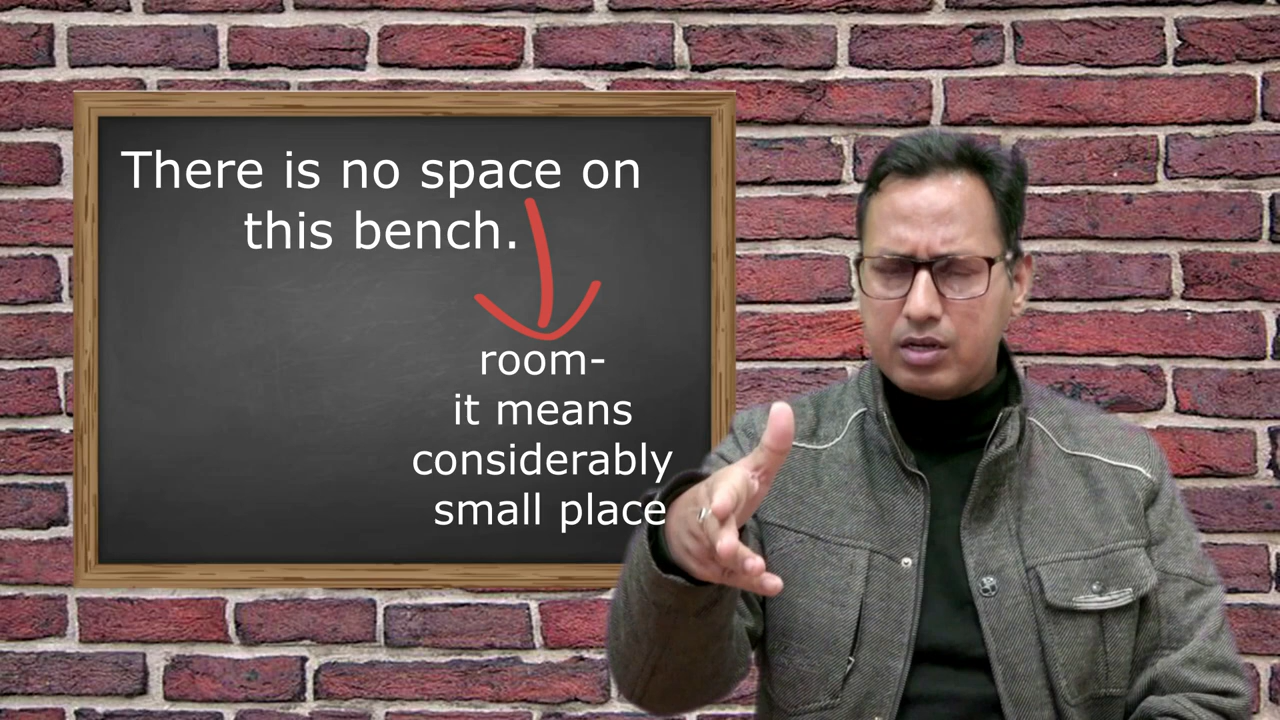 There is no space on
this bench.
room-
it means
considerably
small place